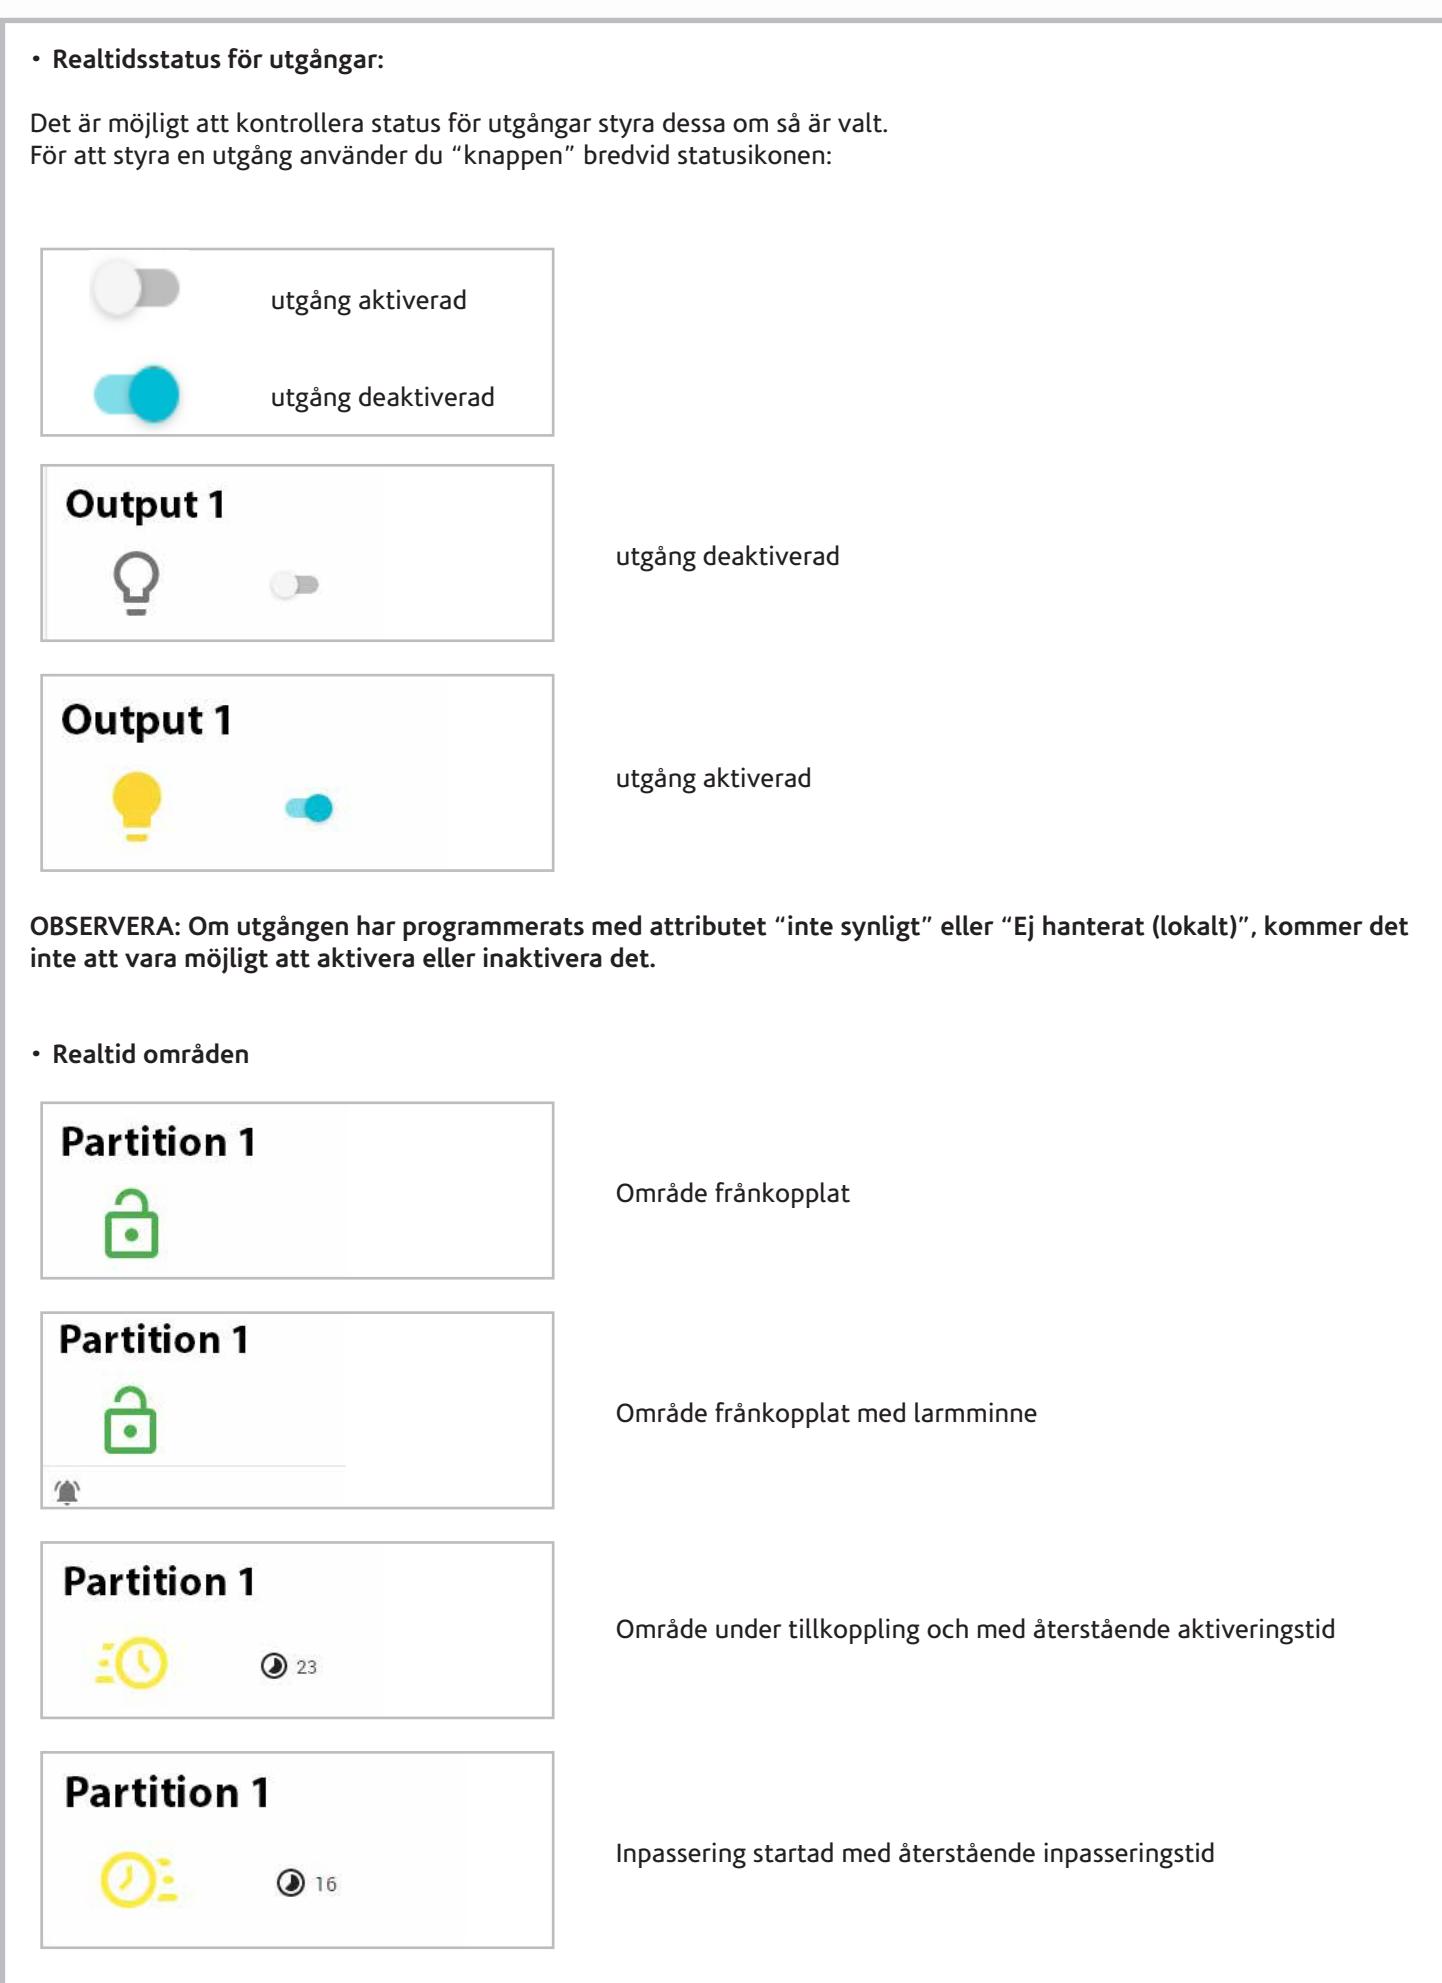 • Realtidsstatus för utgångar:
Det är möjligt att kontrollera status för utgångar styra dessa om så är valt.
För att styra en utgång använder du “knappen” bredvid statusikonen:
utgång aktiverad
utgång deaktiverad
Output 1
utgång deaktiverad
Output 1
utgång aktiverad
OBSERVERA: Om utgången har programmerats med attributet “inte synligt” eller “Ej hanterat (lokalt)”, kommer det
inte att vara möjligt att aktivera eller inaktivera det.
• Realtid områden
Partition 1
Område frånkopplat
Partition 1
Område frånkopplat med larmminne
Partition 1
23
Område under tillkoppling och med återstående aktiveringstid
Partition 1
16
Inpassering startad med återstående inpasseringstid